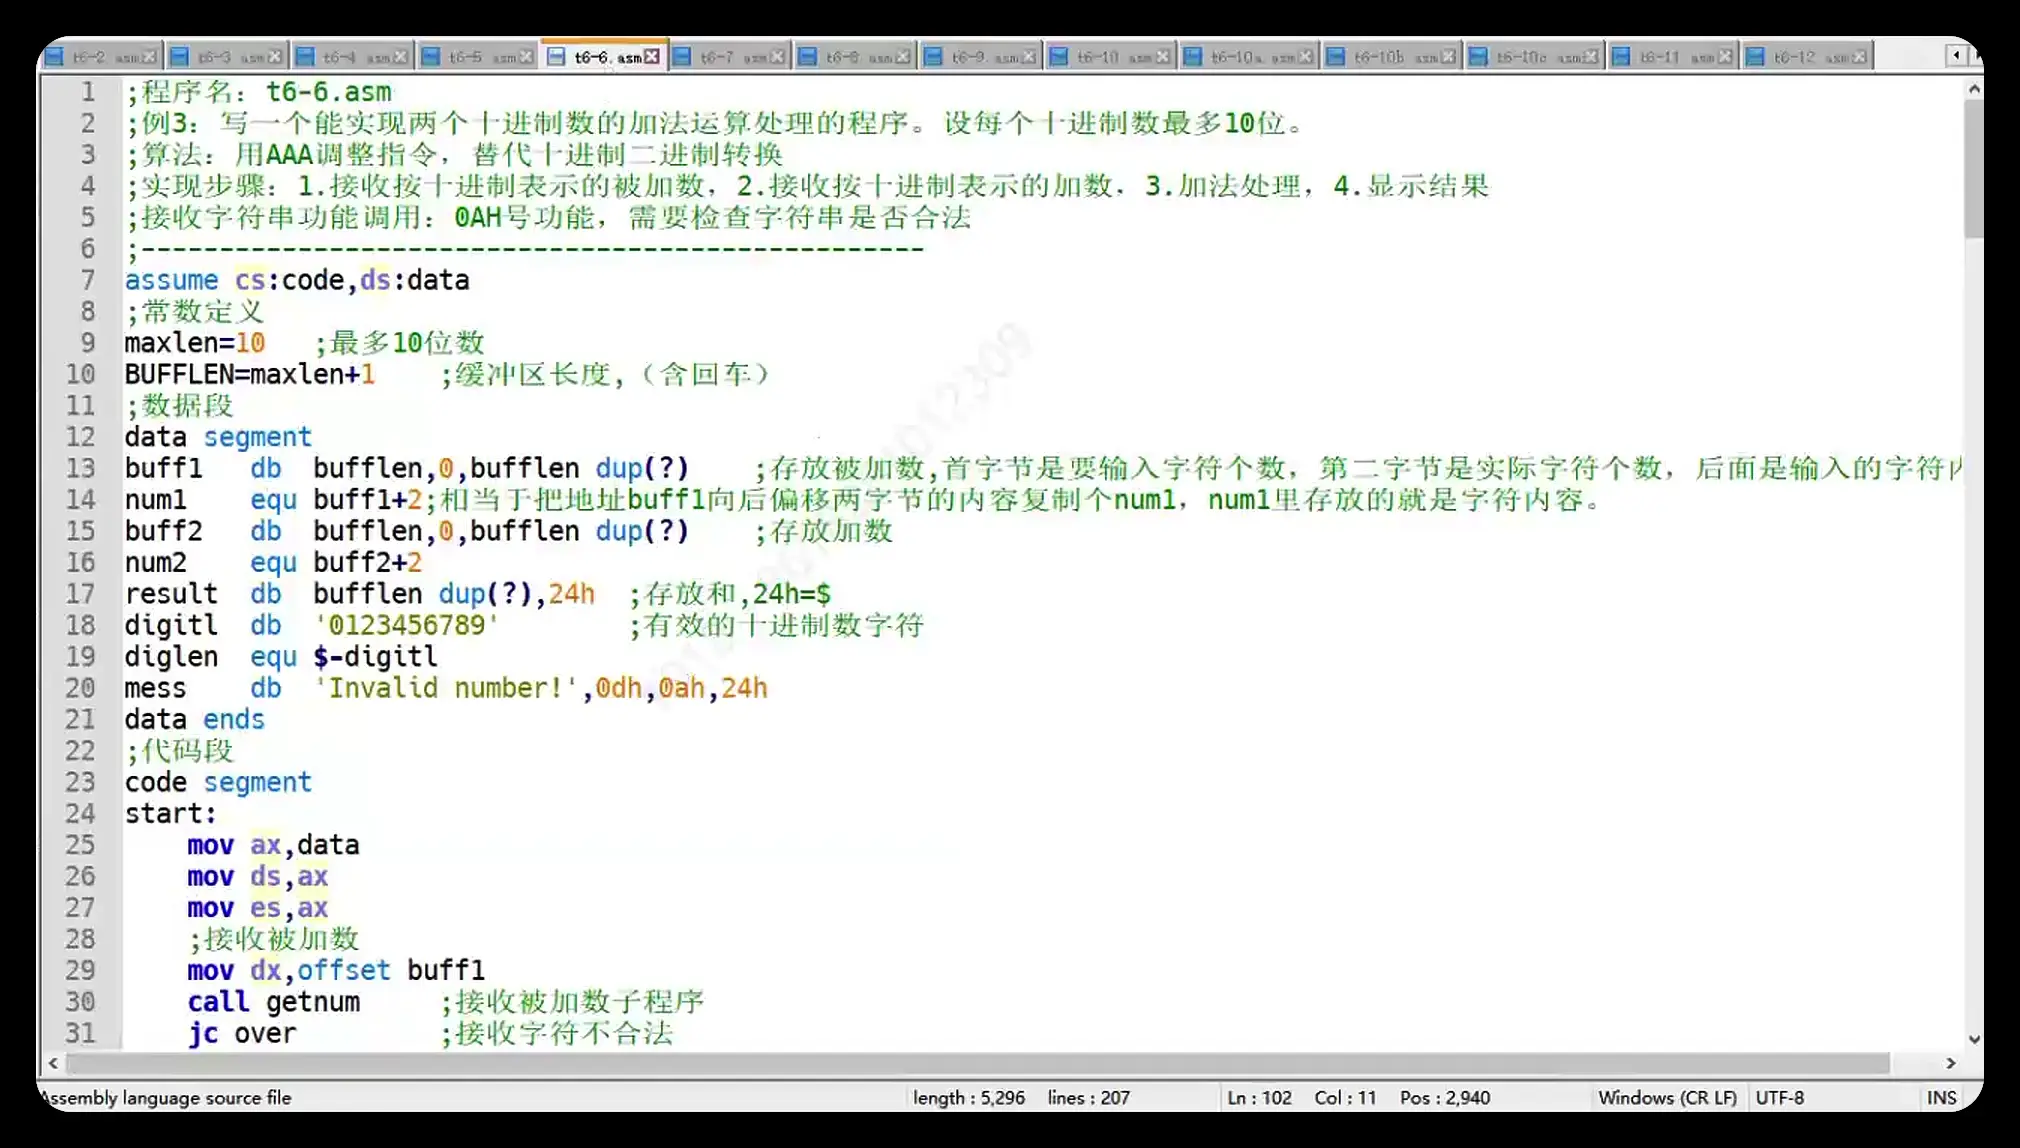 t6-2 asm t6-3 asm t6-4 asm t6-5 asm t6-6.asm t6-7 asm t6-8 asm t6-9.asm t6-10 asm t6-10a asm t6-10b asm t6-10c asm t6-11 asm t6-12 asm
1 ;程序名：t6-6.asm
2 ;例3：写一个能实现两个十进制数的加法运算处理的程序。设每个十进制数最多10位。
3 ;算法：用AAA调整指令，替代十进制二进制转换
4 ;实现步骤：1.接收按十进制表示的被加数，2.接收按十进制表示的加数，3.加法处理，4.显示结果
5 ;接收字符串功能调用：0AH号功能，需要检查字符串是否合法
6 ;--------------------------------------------------
7 assume cs:code,ds:data
8 ;常数定义
9 maxlen=10 ;最多10位数
10 BUFFLEN=maxlen+1 ;缓冲区长度,（含回车）
11 ;数据段
12 data segment
13 buff1 db bufflen,0,bufflen dup(?) ;存放被加数,首字节是要输入字符个数，第二字节是实际字符个数，后面是输入的字符
14 num1 equ buff1+2;相当于把地址buff1向后偏移两字节的内容复制个num1，num1里存放的就是字符内容。
15 buff2 db bufflen,0,bufflen dup(?) ;存放加数
16 num2 equ buff2+2
17 result db bufflen dup(?),24h ;存放和,24h=$
18 digitl db '0123456789' ;有效的十进制数字符
19 diglen equ $-digitl
20 mess db 'Invalid number!',0dh,0ah,24h
21 data ends
22 ;代码段
23 code segment
24 start:
25 mov ax,data
26 mov ds,ax
27 mov es,ax
28 ;接收被加数
29 mov dx,offset buff1
30 call getnum ;接收被加数子程序
31 jc over ;接收字符不合法
Assembly language source file length : 5,296 lines : 207 Ln : 102 Col : 11 Pos : 2,940 Windows (CR LF) UTF-8 INS